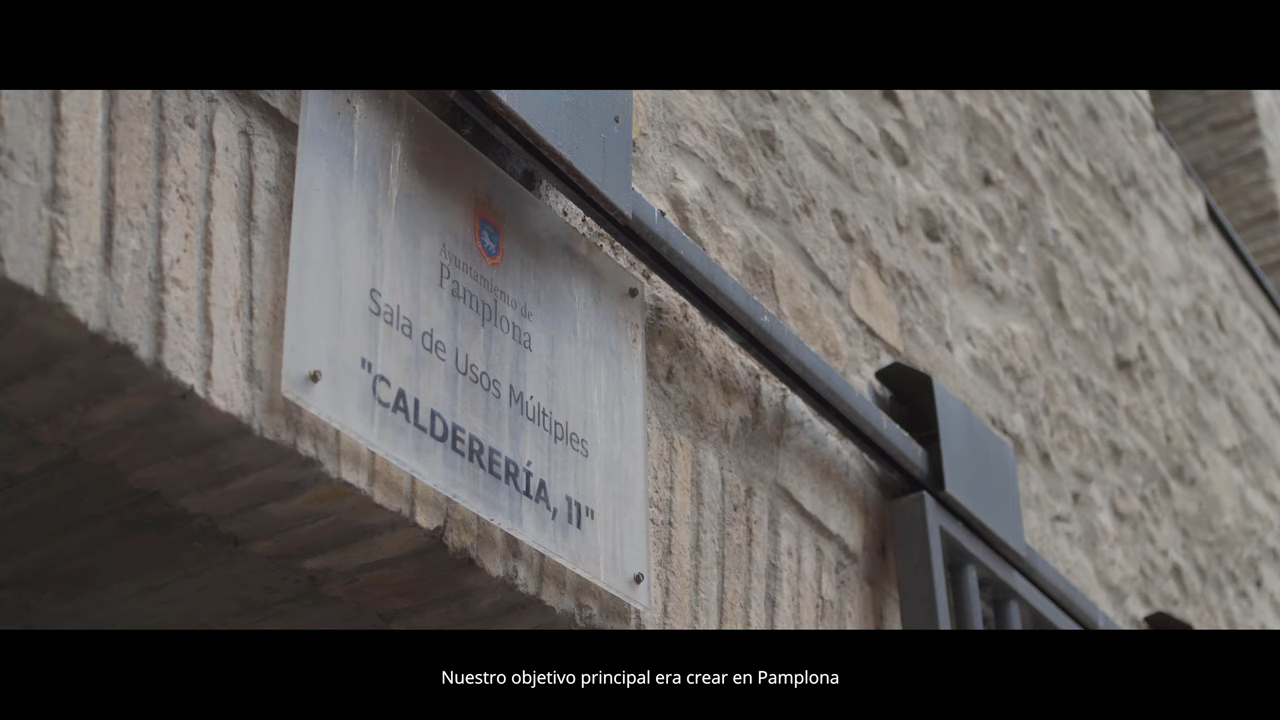 Ayuntamiento de
Pamplona
Sala de Usos Múltiples
"CALDERERÍA, 11"
Nuestro objetivo principal era crear en Pamplona